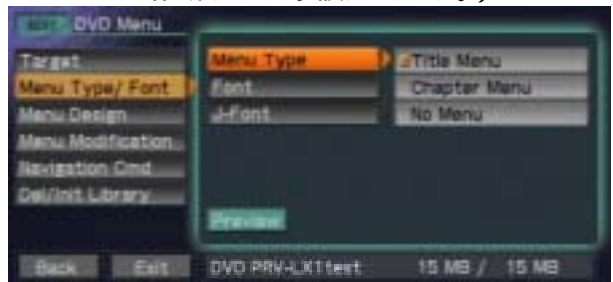 DVD Menu
Target
Menu Type/ Font
Menu Design
Menu Modification
Navigation Cmd
Del/Init Library
Menu Type
Font
J-Font
Title Menu
Chapter Menu
No Menu
Preview
Back
Exit
DVD PRV-LX1test
15 MB / 15 MB